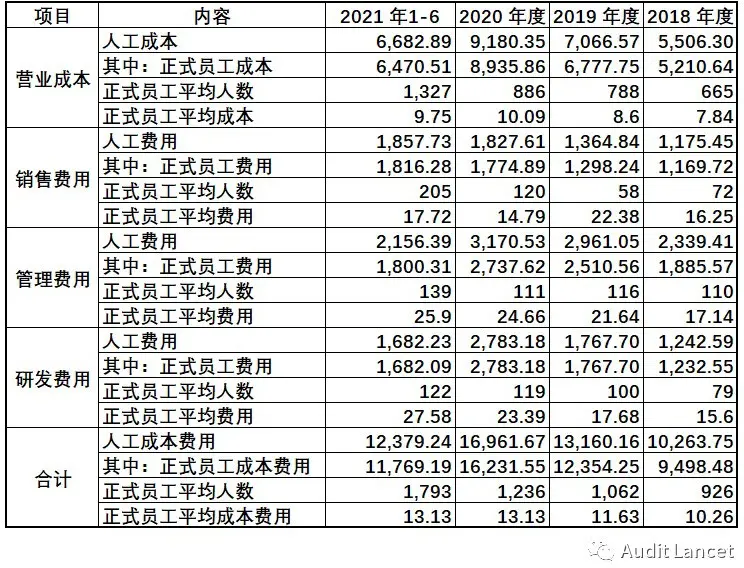 项目 内容 2021 年1-6 2020 年度 2019 年度 2018 年度
营业成本 人工成本 6,682.89 9,180.35 7,066.57 5,506.30
其中：正式员工成本 6,470.51 8,935.86 6,777.75 5,210.64
正式员工平均人数 1,327 886 788 665
正式员工平均成本 9.75 10.09 8.6 7.84
销售费用 人工费用 1,857.73 1,827.61 1,364.84 1,175.45
其中：正式员工费用 1,816.28 1,774.89 1,298.24 1,169.72
正式员工平均人数 205 120 58 72
正式员工平均费用 17.72 14.79 22.38 16.25
管理费用 人工费用 2,156.39 3,170.53 2,961.05 2,339.41
其中：正式员工费用 1,800.31 2,737.62 2,510.56 1,885.57
正式员工平均人数 139 111 116 110
正式员工平均费用 25.9 24.66 21.64 17.14
研发费用 人工费用 1,682.23 2,783.18 1,767.70 1,242.59
其中：正式员工费用 1,682.09 2,783.18 1,767.70 1,232.55
正式员工平均人数 122 119 100 79
正式员工平均费用 27.58 23.39 17.68 15.6
合计 人工成本费用 12,379.24 16,961.67 13,160.16 10,263.75
其中：正式员工成本费用 11,769.19 16,231.55 12,354.25 9,498.48
正式员工平均人数 1,793 1,236 1,062 926
正式员工平均成本费用 13.13 13.13 11.63 10.26
Audit Lancet